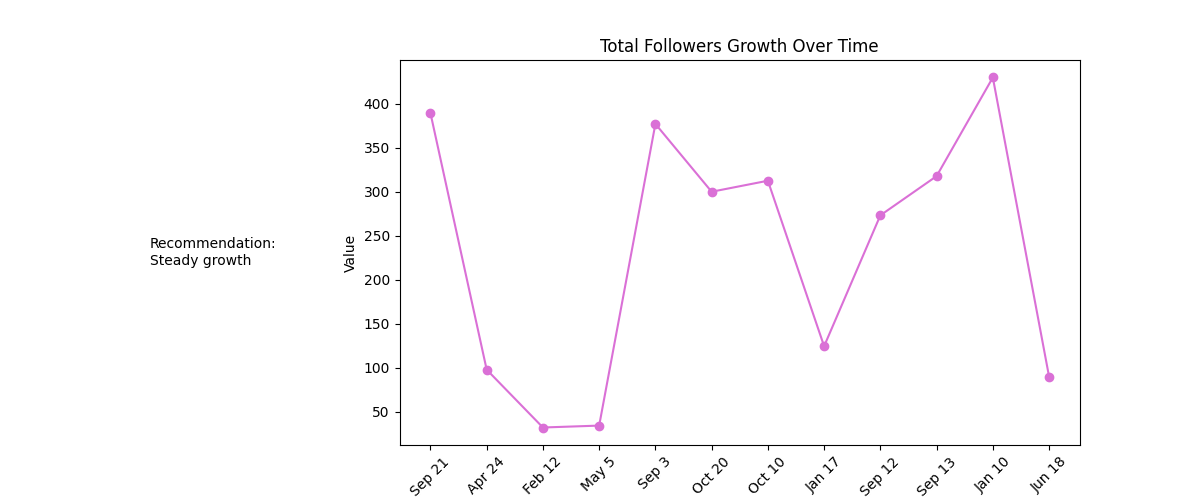 Total Followers Growth Over Time
Recommendation:
Steady growth
Value
400
350
300
250
200
150
100
50
Sep 21
Apr 24
Feb 12
May 5
Sep 3
Oct 20
Oct 10
Jan 17
Sep 12
Sep 13
Jan 10
Jun 18